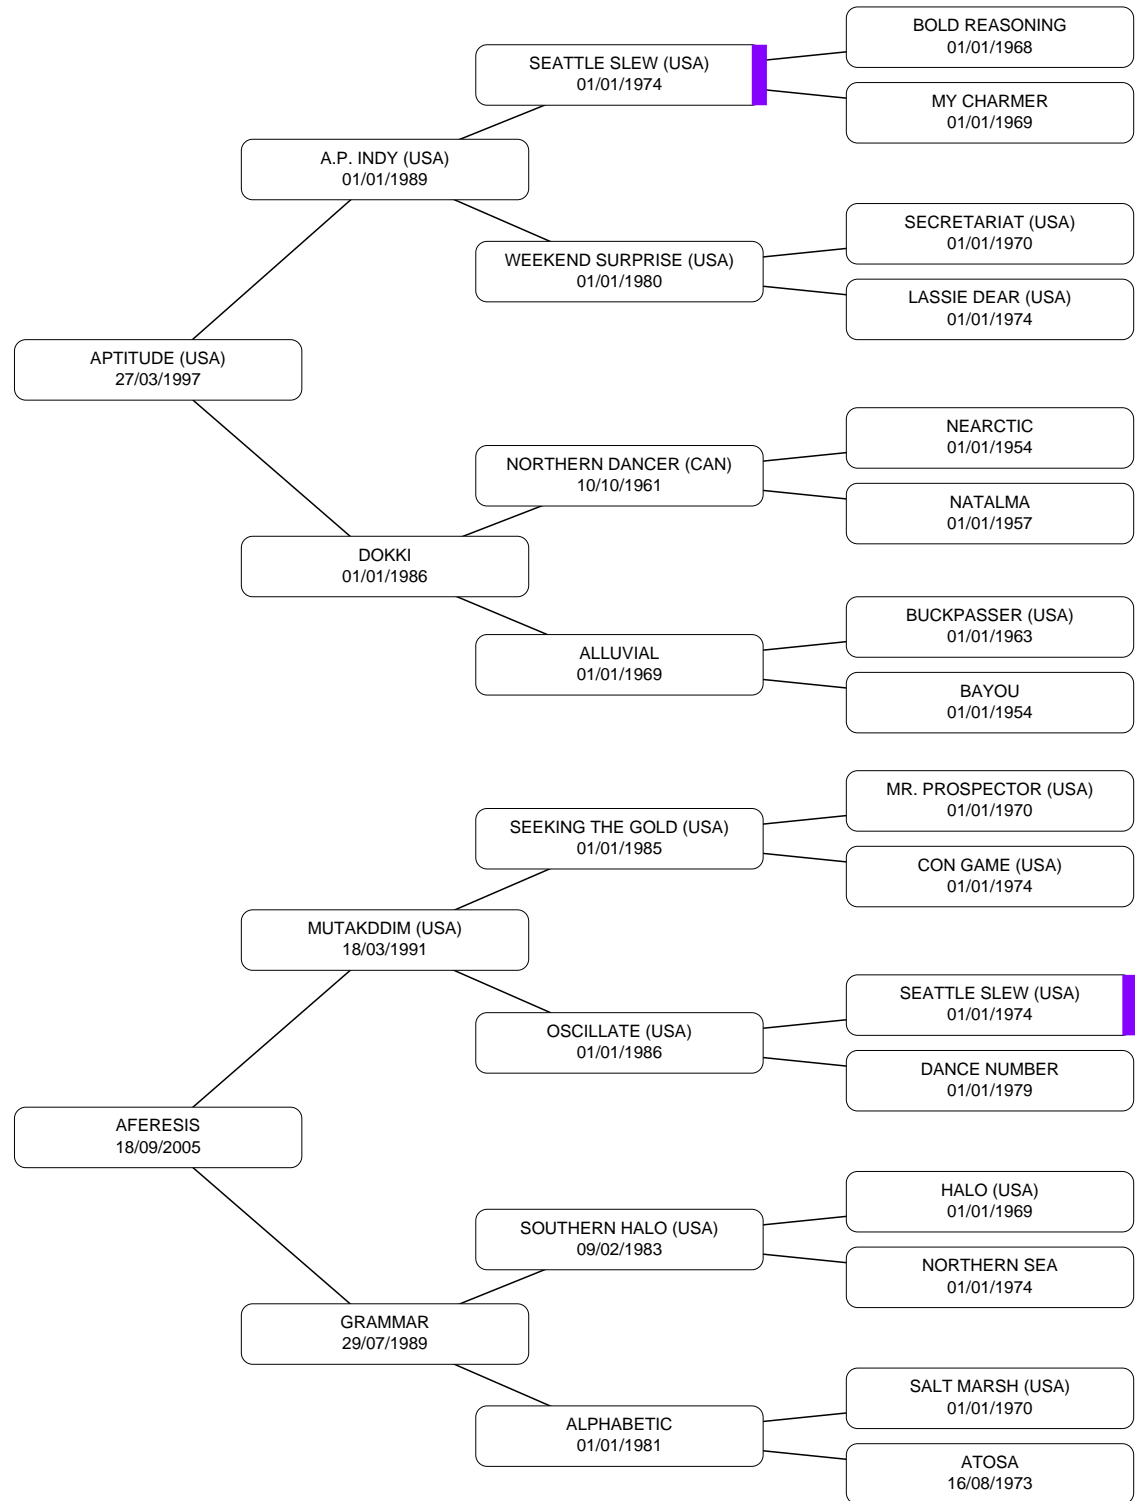 BOLD REASONING
01/01/1968
SEATTLE SLEW (USA)
01/01/1974
MY CHARMER
01/01/1969
A.P. INDY (USA)
01/01/1989
SECRETARIAT (USA)
01/01/1970
WEEKEND SURPRISE (USA)
01/01/1980
LASSIE DEAR (USA)
01/01/1974
APTITUDE (USA)
27/03/1997
NEARCTIC
01/01/1954
NORTHERN DANCER (CAN)
10/10/1961
NATALMA
01/01/1957
DOKKI
01/01/1986
BUCKPASSER (USA)
01/01/1963
ALLUVIAL
01/01/1969
BAYOU
01/01/1954
MR. PROSPECTOR (USA)
01/01/1970
SEEKING THE GOLD (USA)
01/01/1985
CON GAME (USA)
01/01/1974
MUTAKDDIM (USA)
18/03/1991
SEATTLE SLEW (USA)
01/01/1974
OSCILLATE (USA)
01/01/1986
DANCE NUMBER
01/01/1979
AFERESIS
18/09/2005
HALO (USA)
01/01/1969
SOUTHERN HALO (USA)
09/02/1983
NORTHERN SEA
01/01/1974
GRAMMAR
29/07/1989
SALT MARSH (USA)
01/01/1970
ALPHABETIC
01/01/1981
ATOSA
16/08/1973